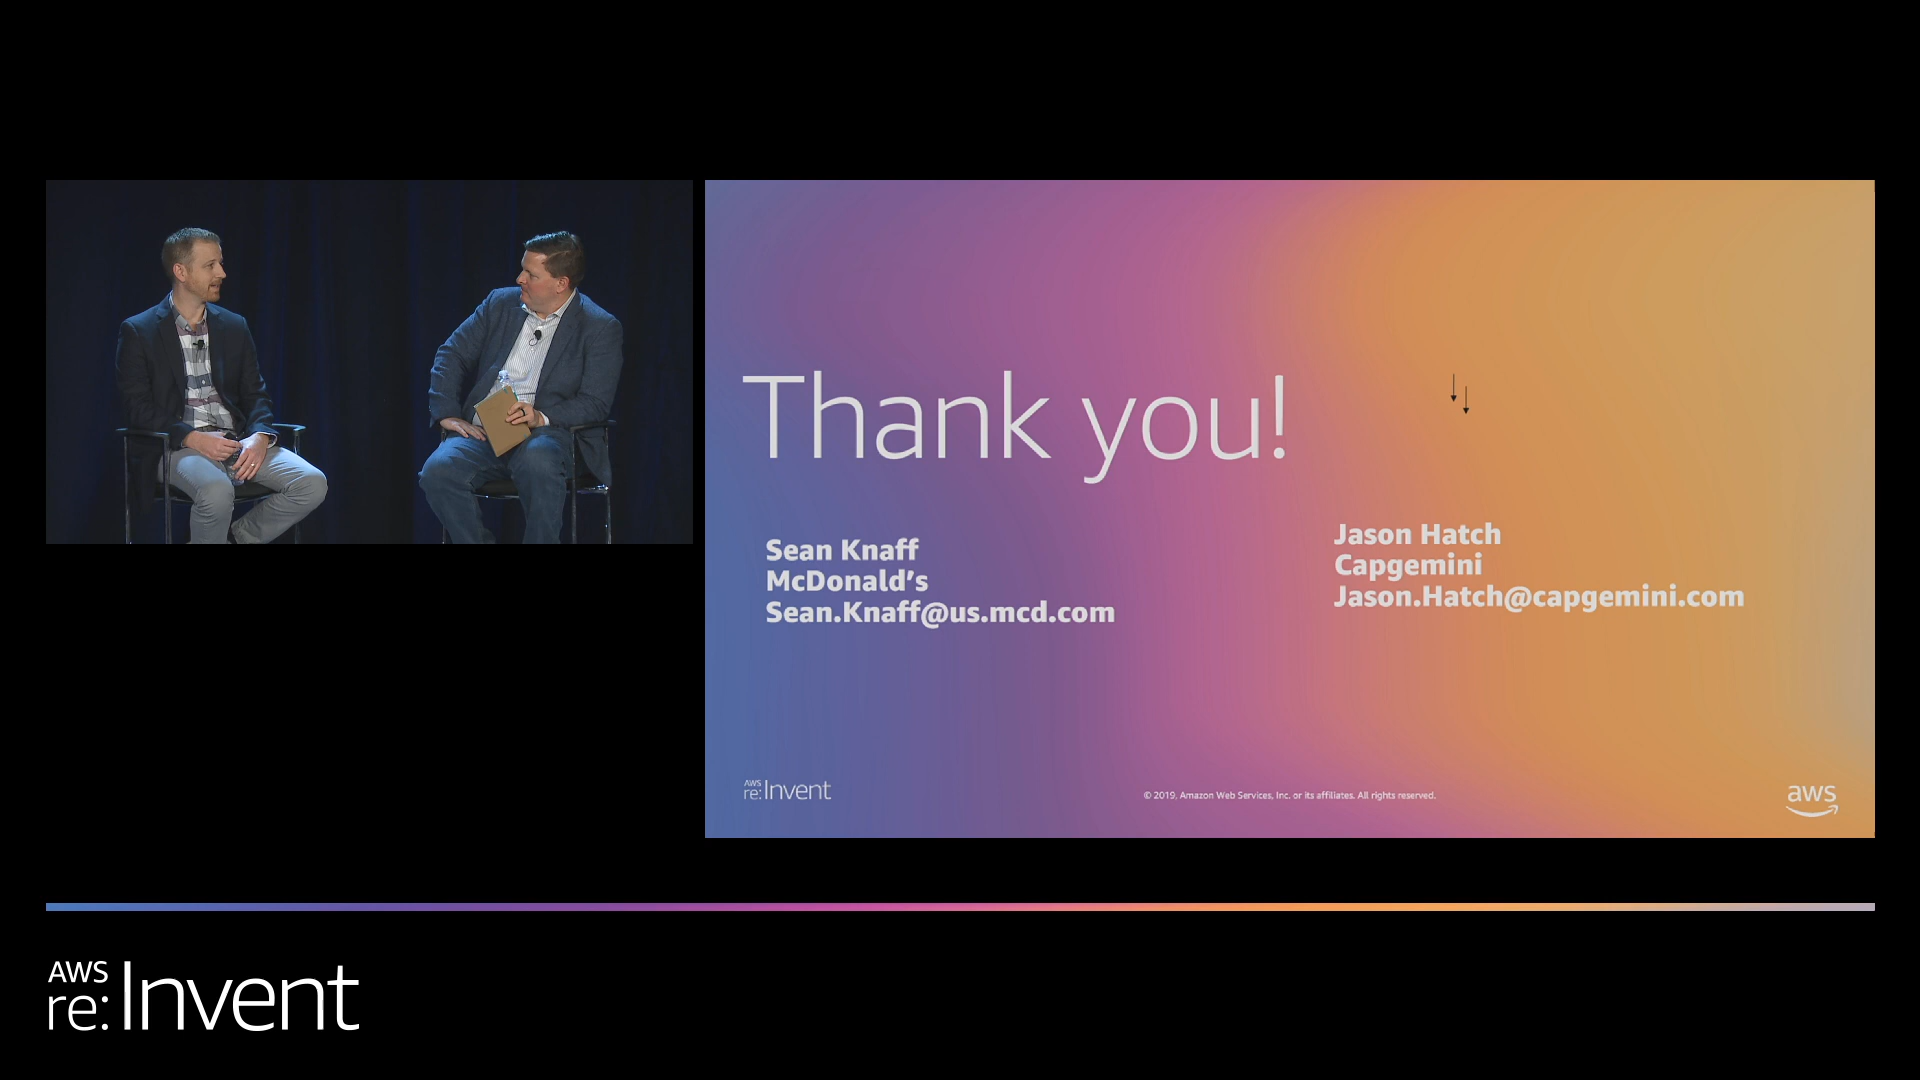 Thank you!
Sean Knaff
McDonald's
Sean.Knaff@us.mcd.com
Jason Hatch
Capgemini
Jason.Hatch@capgemini.com
AWS
re:Invent
© 2019, Amazon Web Services, Inc. or its affiliates. All rights reserved.
aws
AWS
re:Invent